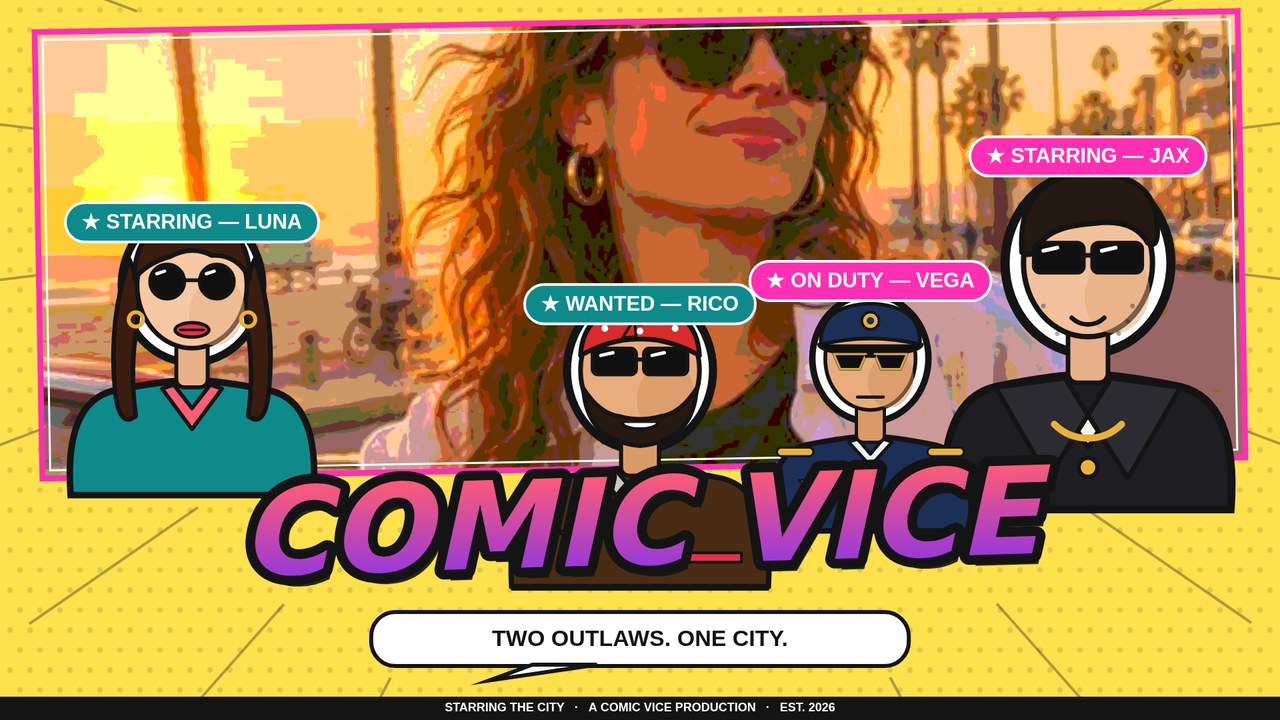 ★ STARRING — JAX
★ STARRING — LUNA
★ ON DUTY — VEGA
★ WANTED — RICO
COMIC VICE
TWO OUTLAWS. ONE CITY.
STARRING THE CITY · A COMIC VICE PRODUCTION · EST. 2026